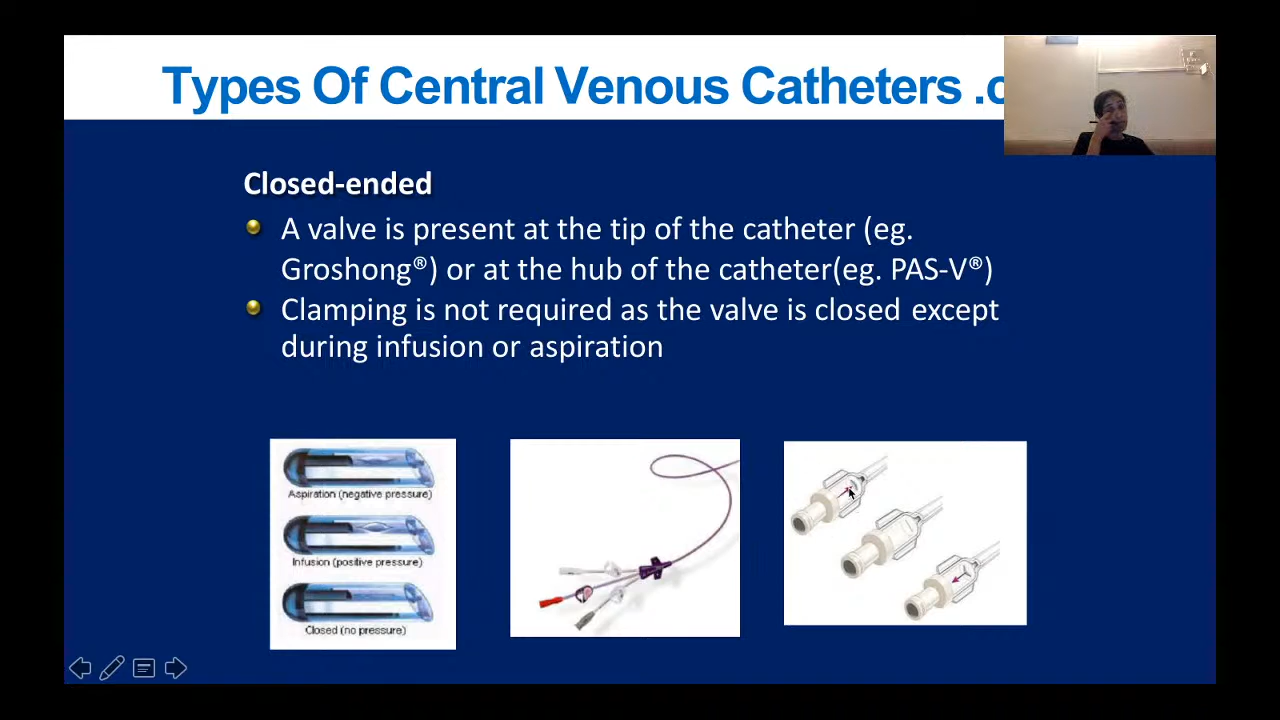 Types Of Central Venous Catheters .c
Closed-ended
A valve is present at the tip of the catheter (eg.
Groshong®) or at the hub of the catheter(eg. PAS-V®)
Clamping is not required as the valve is closed except
during infusion or aspiration
Aspiration (negative pressure)
Infusion (positive pressure)
Closed (no pressure)